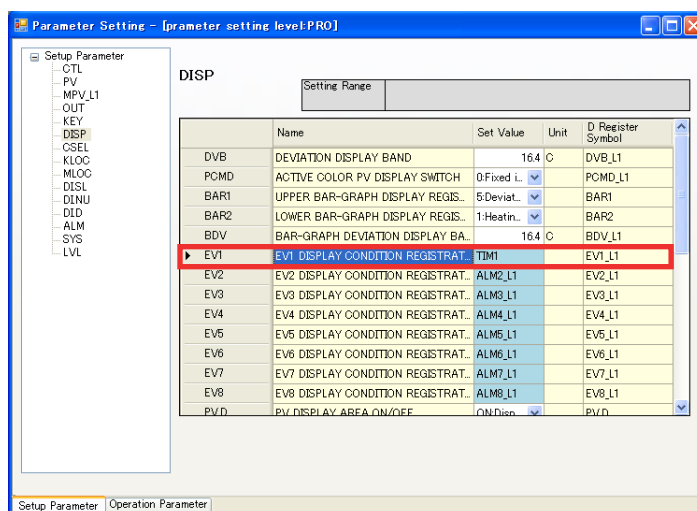 Parameter Setting - [prameter setting level:PRO]
Setup Parameter
CTL
PV
MPV_L1
OUT
KEY
DISP
CSEL
KLOC
MLOC
DISL
DINU
DID
ALM
SYS
LVL
DISP
Setting Range
Name Set Value Unit D Register Symbol
DVB DEVIATION DISPLAY BAND 16.4 C DVB_L1
PCMD ACTIVE COLOR PV DISPLAY SWITCH 0:Fixed i... PCMD_L1
BAR1 UPPER BAR-GRAPH DISPLAY REGIS... 5:Deviat... BAR1
BAR2 LOWER BAR-GRAPH DISPLAY REGIS... 1:Heatin... BAR2
BDV BAR-GRAPH DEVIATION DISPLAY BA... 16.4 C BDV_L1
EV1 EV1 DISPLAY CONDITION REGISTRAT... TIM1 EV1_L1
EV2 EV2 DISPLAY CONDITION REGISTRAT... ALM2_L1 EV2_L1
EV3 EV3 DISPLAY CONDITION REGISTRAT... ALM3_L1 EV3_L1
EV4 EV4 DISPLAY CONDITION REGISTRAT... ALM4_L1 EV4_L1
EV5 EV5 DISPLAY CONDITION REGISTRAT... ALM5_L1 EV5_L1
EV6 EV6 DISPLAY CONDITION REGISTRAT... ALM6_L1 EV6_L1
EV7 EV7 DISPLAY CONDITION REGISTRAT... ALM7_L1 EV7_L1
EV8 EV8 DISPLAY CONDITION REGISTRAT... ALM8_L1 EV8_L1
PV.D PV DISPLAY AREA ON/OFF ON:Disp... PV.D
Setup Parameter Operation Parameter